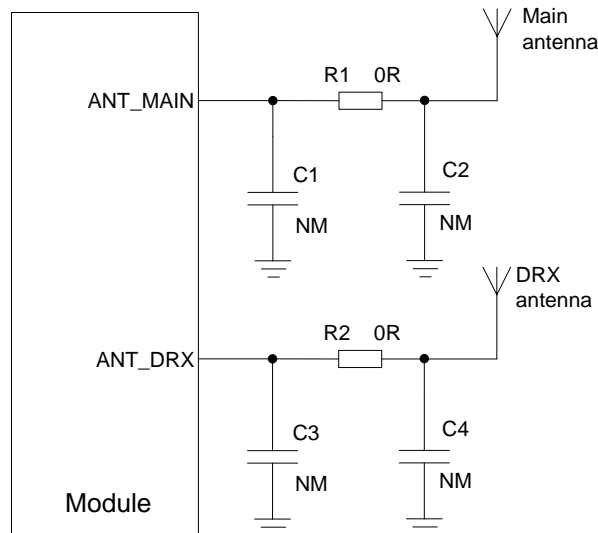 Main
antenna
R1 0R
ANT_MAIN
C1
C2
NM
NM
DRX
antenna
R2 0R
ANT_DRX
C3
C4
NM
NM
Module